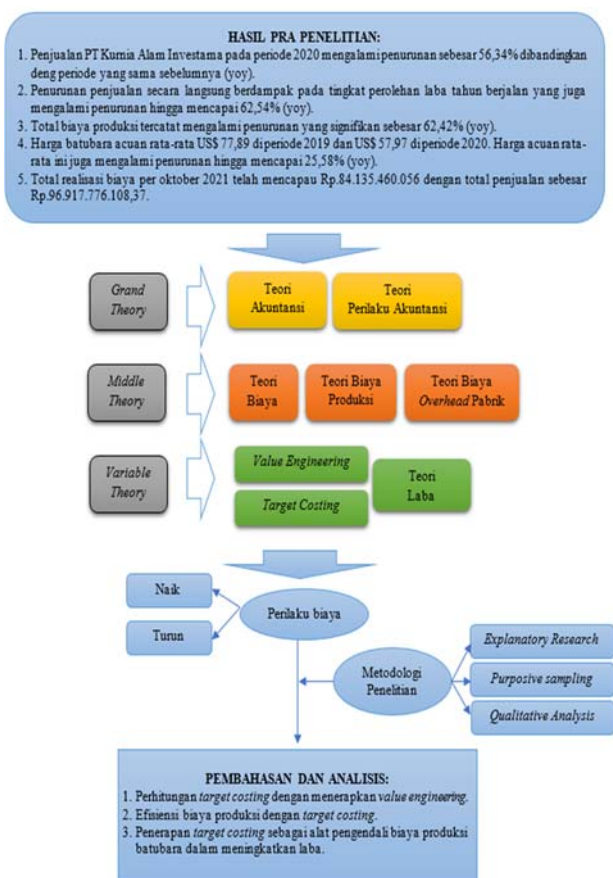 HASIL PRA PENELITIAN:
1. Penjualan PT Kurnia Alam Investama pada periode 2020 mengalami penurunan sebesar 56,34% dibandingkan
deng periode yang sama sebelumnya (yoy).
2. Penurunan penjualan secara langsung berdampak pada tingkat perolehan laba tahun berjalan yang juga
mengalami penurunan hingga mencapai 62,54% (yoy).
3. Total biaya produksi tercatat mengalami penurunan yang signifikan sebesar 62,42% (yoy).
4. Harga batubara acuan rata-rata US$ 77,89 diperiode 2019 dan US$ 57,97 diperiode 2020. Harga acuan rata-
rata ini juga mengalami penurunan hingga mencapai 25,58% (yoy).
5. Total realisasi biaya per oktober 2021 telah mencapau Rp.84.135.460.056 dengan total penjualan sebesar
Rp.96.917.776.108,37.
Grand
Theory
Teori
Akuntansi
Teori
Perilaku Akuntansi
Middle
Theory
Teori
Biaya
Teori Biaya
Produksi
Teori Biaya
Overhead Pabrik
Variable
Theory
Value Engineering
Target Costing
Teori
Laba
Naik
Turun
Perilaku biaya
Metodologi
Penelitian
Explanatory Research
Purposive sampling
Qualitative Analysis
PEMBAHASAN DAN ANALISIS:
1. Perhitungan target costing dengan menerapkan value engineering.
2. Efisiensi biaya produksi dengan target costing.
3. Penerapan target costing sebagai alat pengendali biaya produksi
batubara dalam meningkatkan laba.